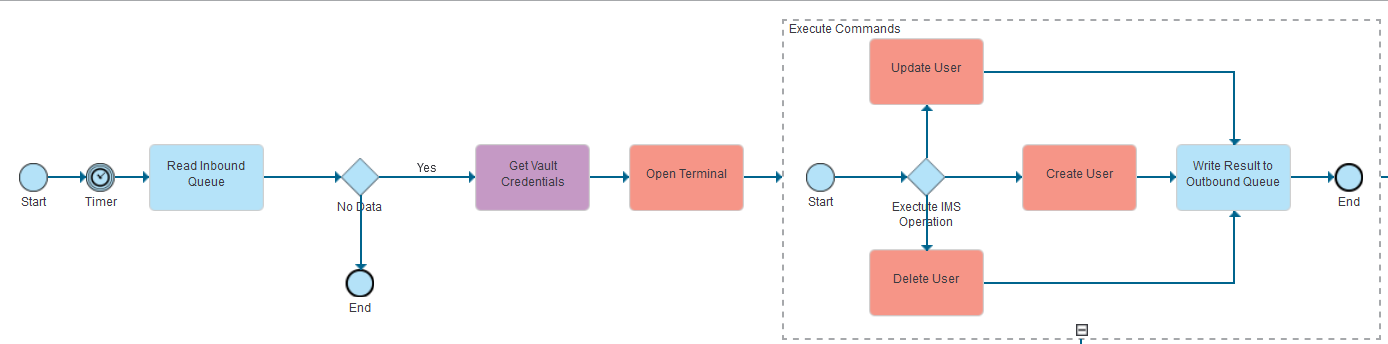 Execute Commands
Update User
Read Inbound
Queue
Yes
Get Vault
Credentials
Open Terminal
Create User
Write Result to
Outbound Queue
Start
Timer
No Data
Start
Exectute IMS
Operation
End
Delete User
End